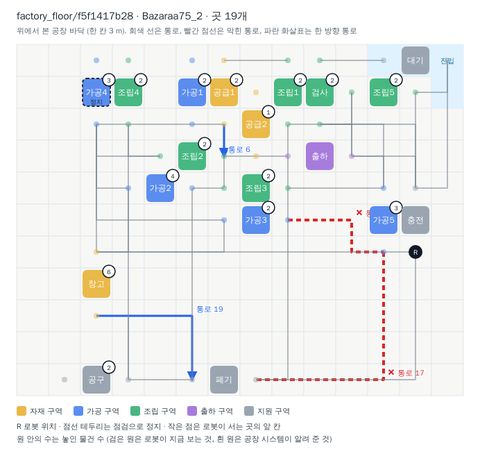 factory_floor/f5f1417b28 · Bazaraa75_2 · 곳 19개
위에서 본 공장 바닥 (한 칸 3 m). 회색 선은 통로, 빨간 점선은 막힌 통로, 파란 화살표는 한 방향 통로
대기
진입
가공4 3
정지
조립4 2
가공1 2
공급1 2
조립1 2
검사 2
조립5 2
공급2 1
조립2 2
통로 6
출하
가공2 4
조립3 2
가공3 2
✕ 통
가공5 3
충전
R
창고 6
통로 19
✕ 통로 17
공구 2
폐기
자재 구역
가공 구역
조립 구역
출하 구역
지원 구역
R 로봇 위치 · 점선 테두리는 점검으로 정지 · 작은 점은 로봇이 서는 곳의 앞 칸
원 안의 수는 놓인 물건 수 (검은 원은 로봇이 지금 보는 것, 흰 원은 공장 시스템이 알려 준 것)